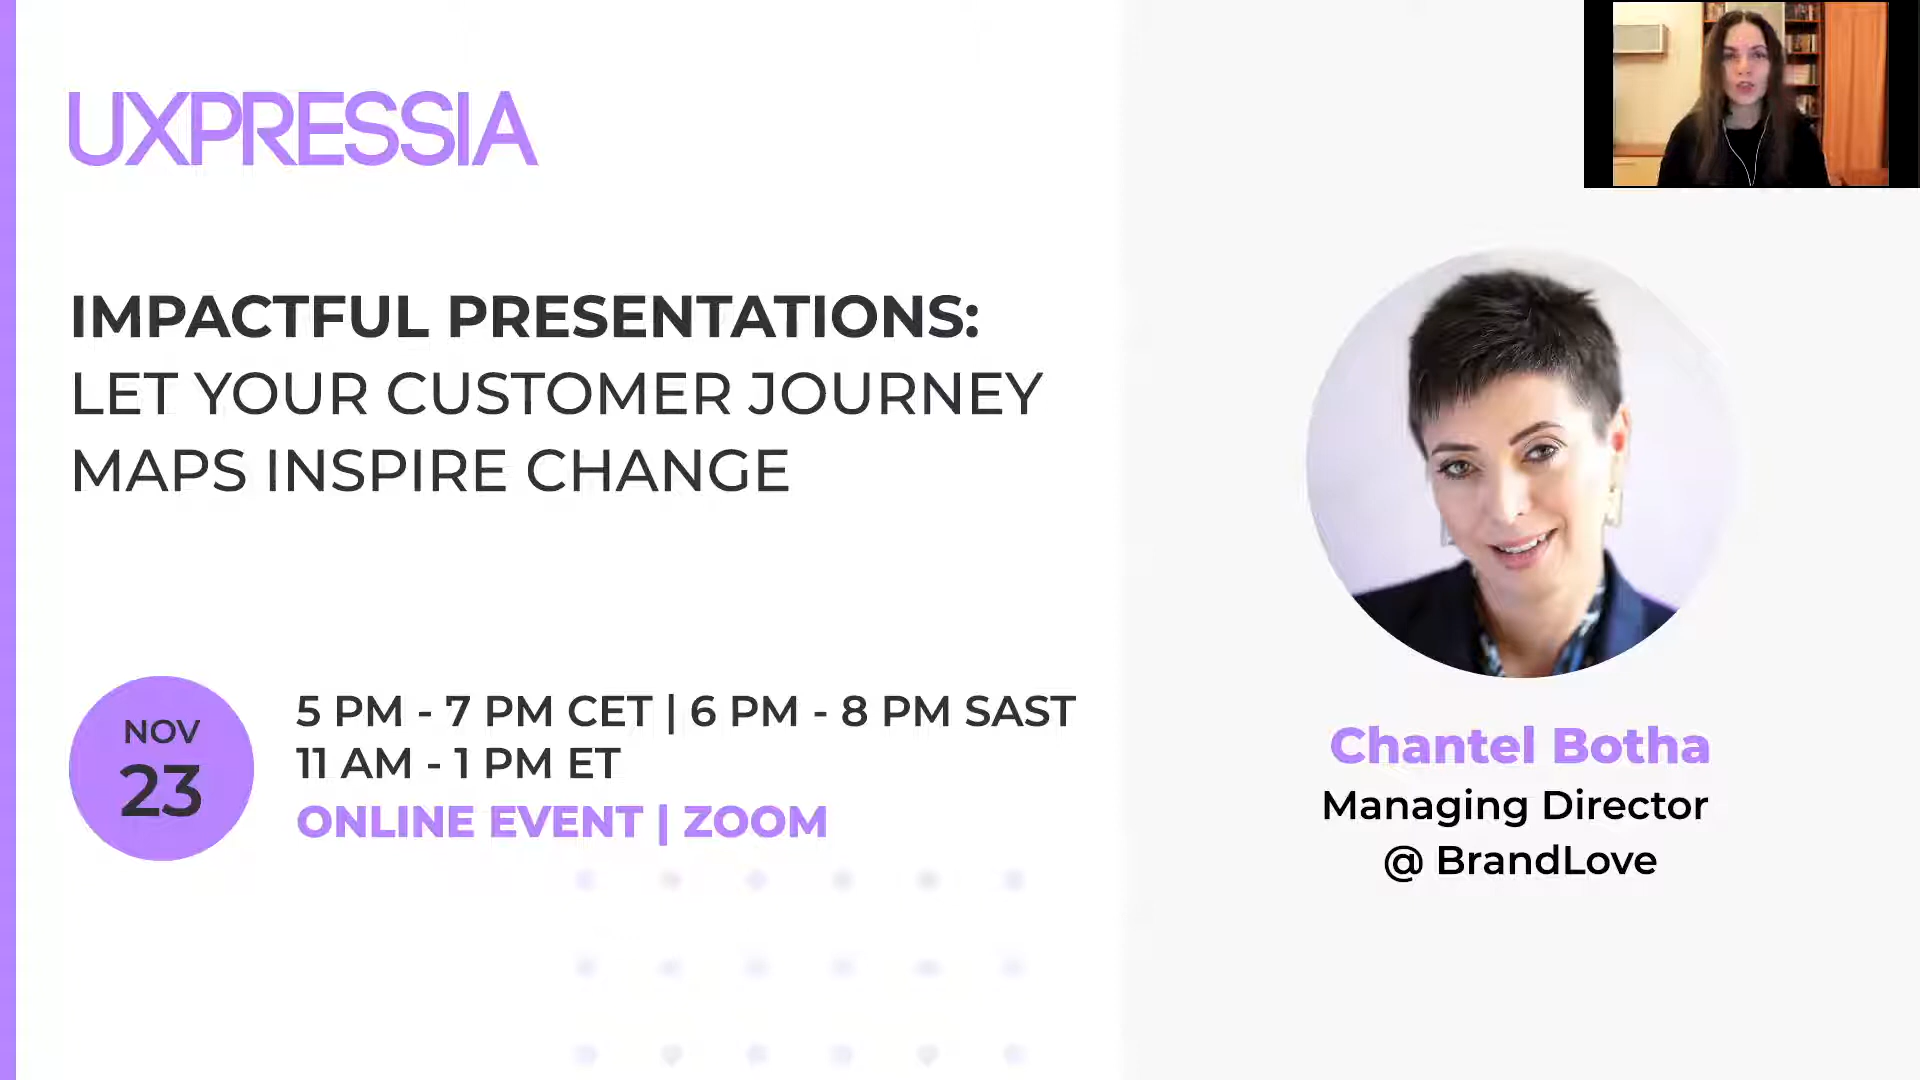 UXPRESSIA
IMPACTFUL PRESENTATIONS:
LET YOUR CUSTOMER JOURNEY
MAPS INSPIRE CHANGE
NOV
23
5 PM - 7 PM CET | 6 PM - 8 PM SAST
11 AM - 1 PM ET
ONLINE EVENT | ZOOM
Chantel Botha
Managing Director
@ BrandLove